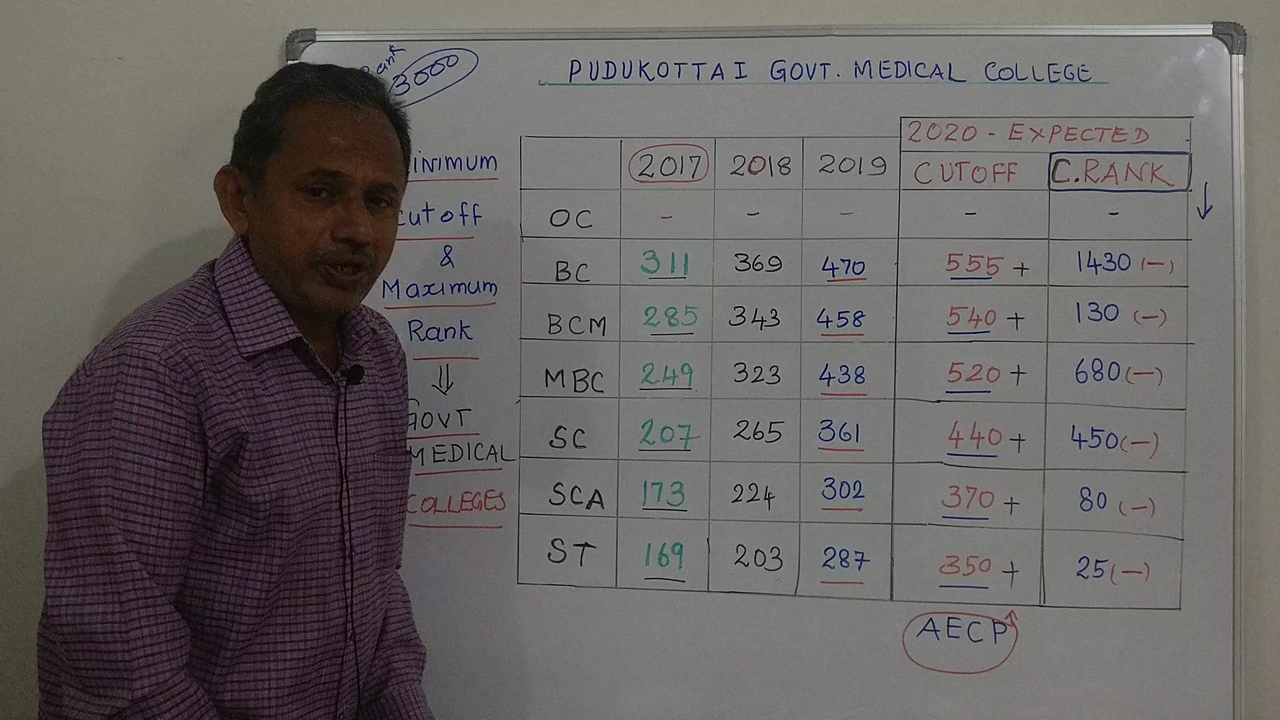 Rank
3000
PUDUKOTTAI GOVT. MEDICAL COLLEGE
INIMUM
cutoff
&
Maximum
Rank
⇓
GOVT
MEDICAL
COLLEGES
2020 - EXPECTED
2017 2018 2019 CUTOFF C.RANK
↓
OC - - - - -
BC 311 369 470 555 + 1430 (-)
BCM 285 343 458 540 + 130 (-)
MBC 249 323 438 520 + 680 (-)
SC 207 265 361 440 + 450 (-)
SCA 173 224 302 370 + 80 (-)
ST 169 203 287 350 + 25 (-)
AECP